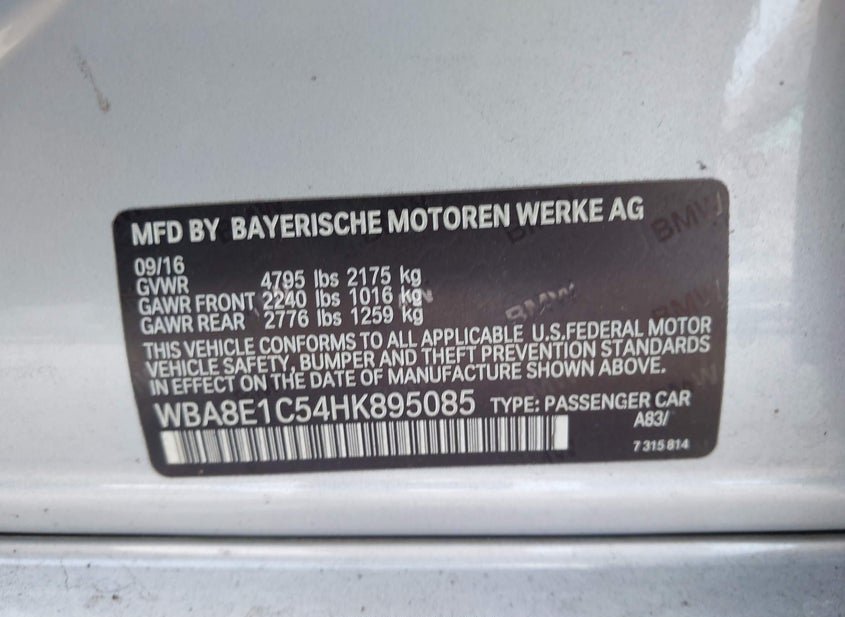 MFD BY BAYERISCHE MOTOREN WERKE AG
09/16
GVWR 4795 lbs 2175 kg
GAWR FRONT 2240 lbs 1016 kg
GAWR REAR 2776 lbs 1259 kg
THIS VEHICLE CONFORMS TO ALL APPLICABLE U.S.FEDERAL MOTOR
VEHICLE SAFETY, BUMPER AND THEFT PREVENTION STANDARDS
IN EFFECT ON THE DATE OF MANUFACTURE SHOWN ABOVE.
WBA8E1C54HK895085 TYPE: PASSENGER CAR
A83/
7 315 814
BMW
BMW